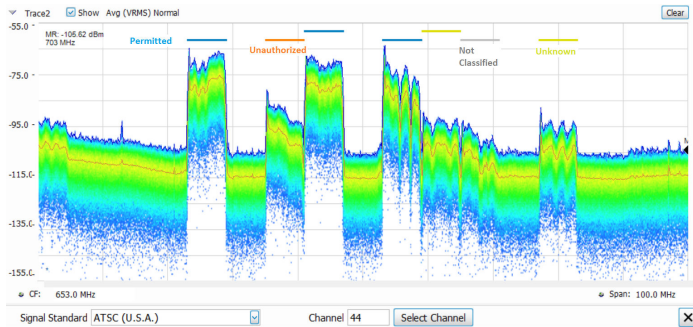 Trace2 Show Avg (VRMS) Normal Clear
-55.0
MR: -105.62 dBm
703 MHz
Permitted
Unauthorized
Not
Classified
Unknown
-75.0
-95.0
-115.0
-135.0
-155.0
CF: 653.0 MHz Span: 100.0 MHz
Signal Standard ATSC (U.S.A.) Channel 44 Select Channel